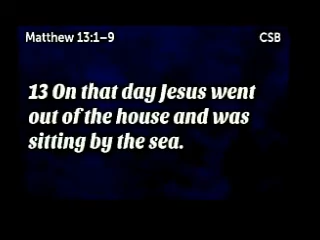 Matthew 13:1–9 CSB
13 On that day Jesus went
out of the house and was
sitting by the sea.